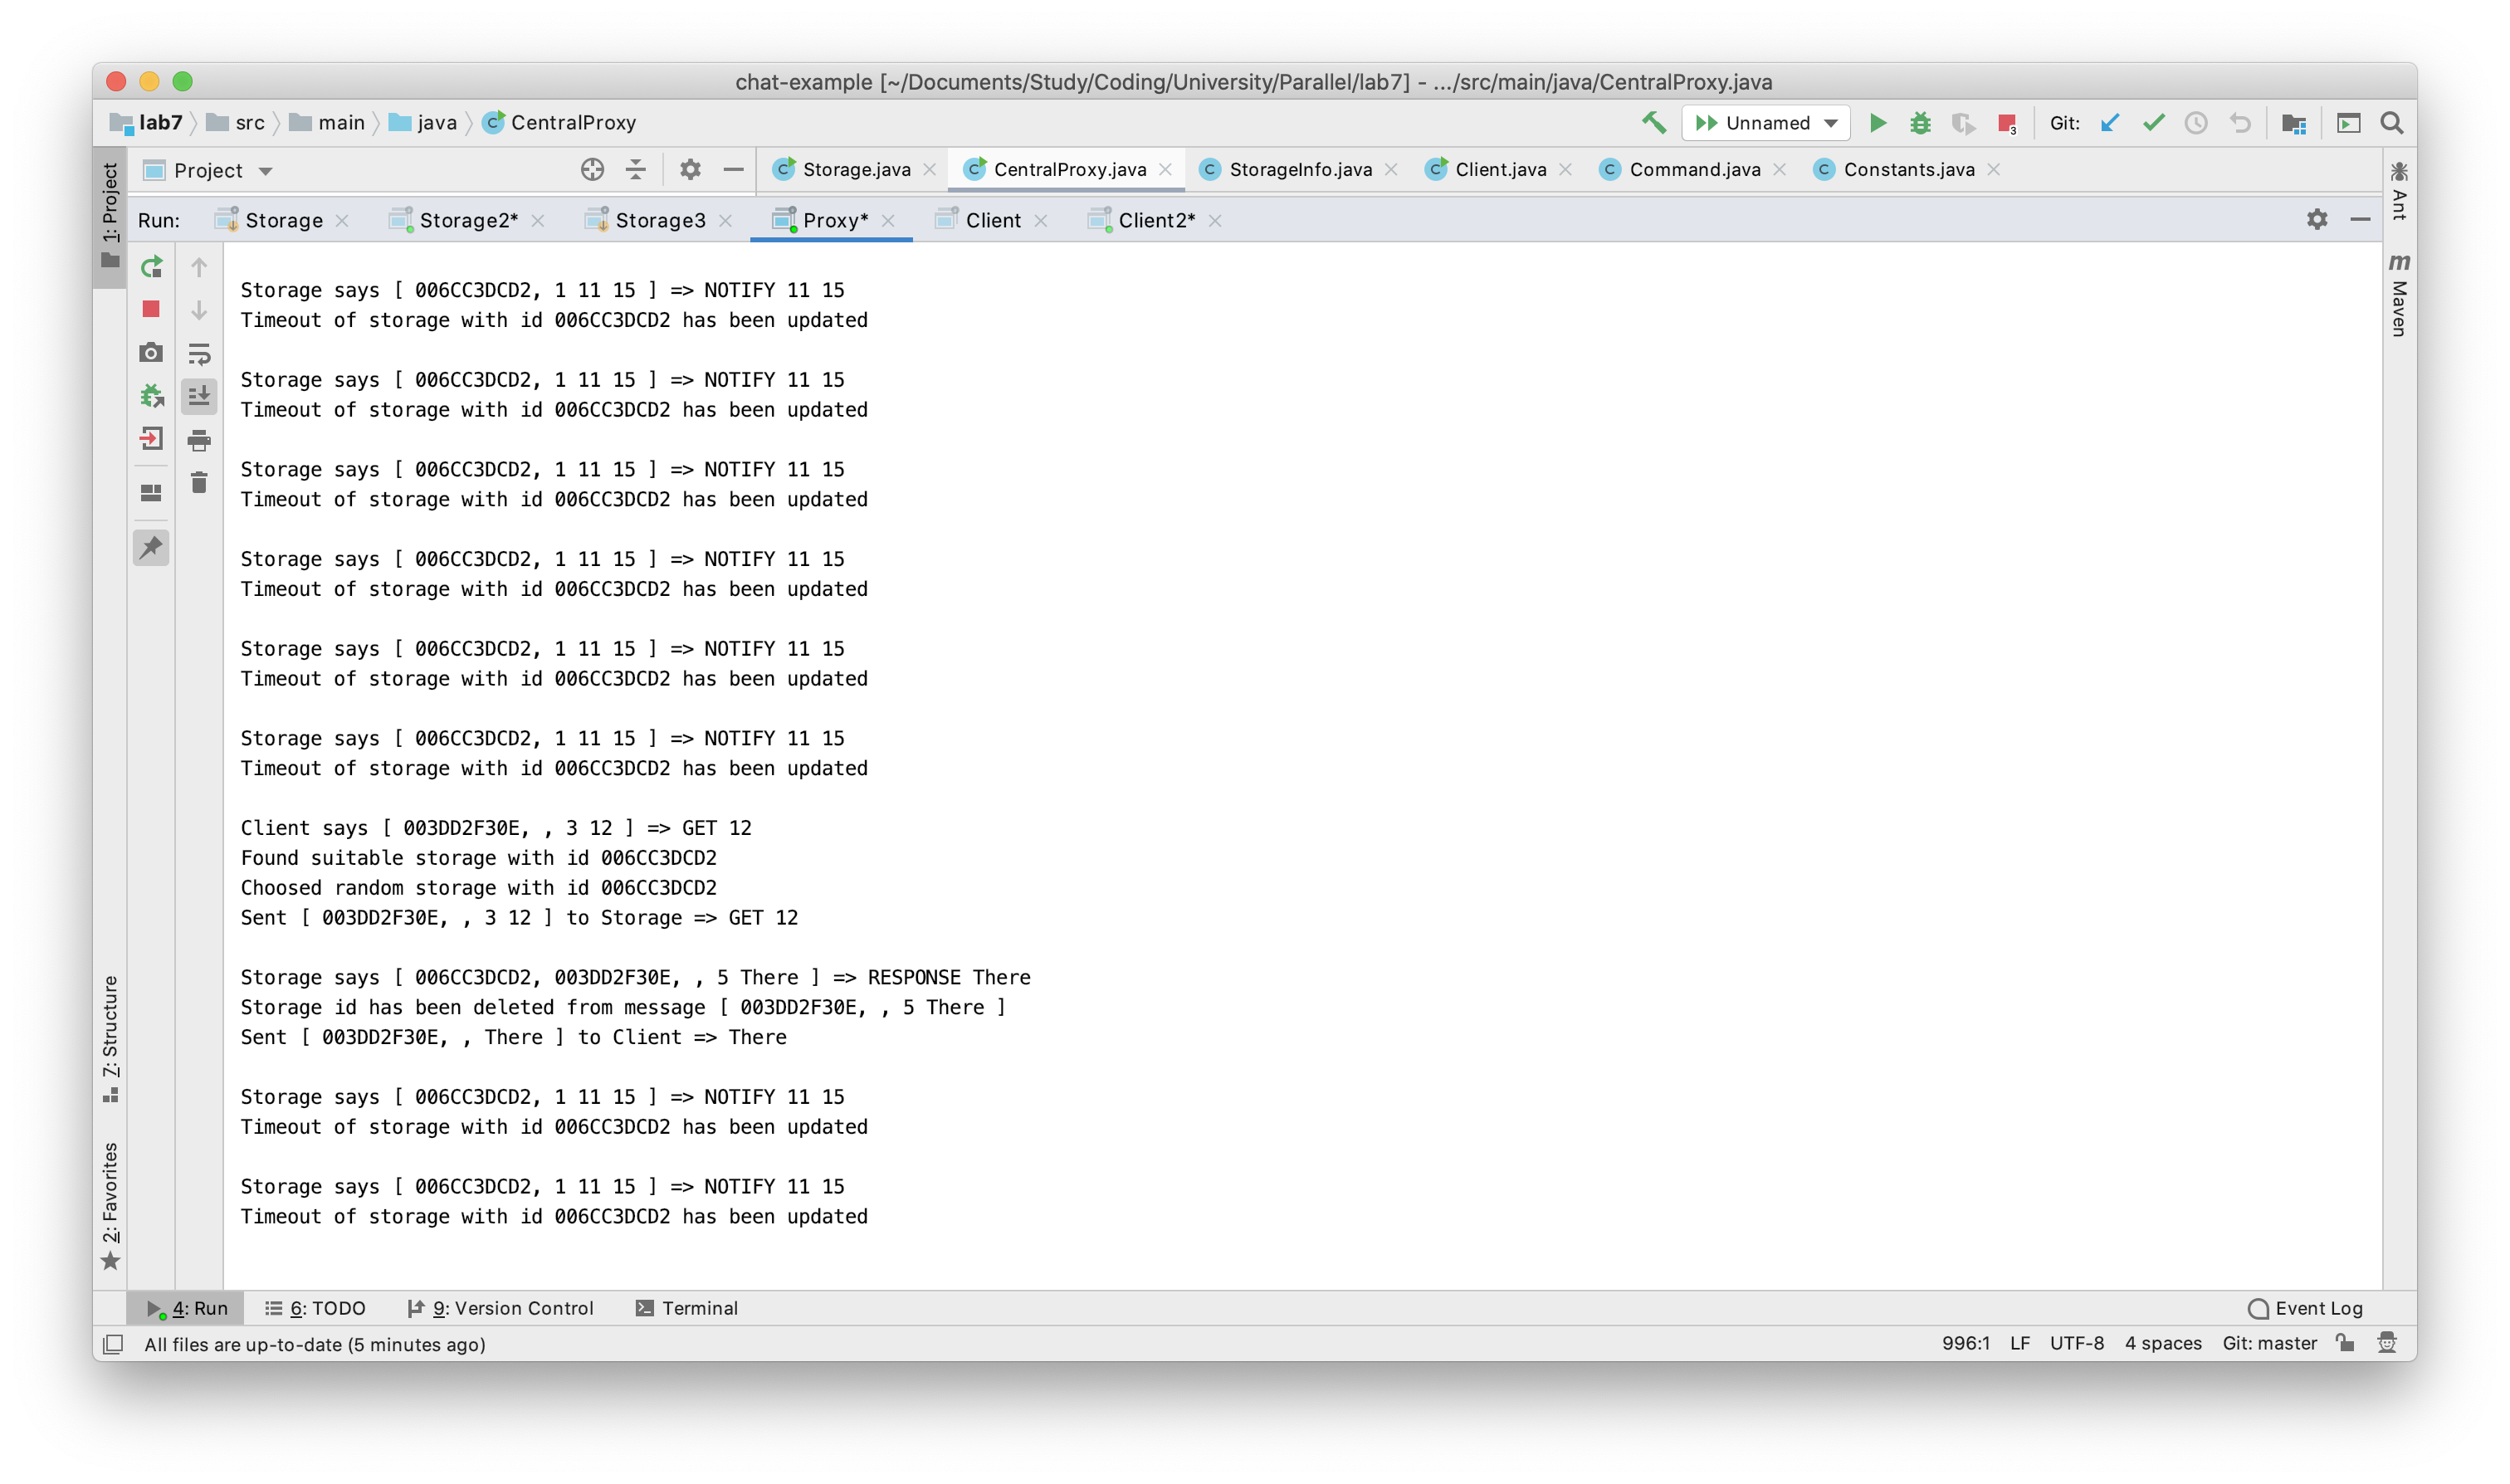 chat-example [~/Documents/Study/Coding/University/Parallel/lab7] - .../src/main/java/CentralProxy.java
lab7 src main java CentralProxy Unnamed 3 Git:
1: Project
Project Storage.java CentralProxy.java StorageInfo.java Client.java Command.java Constants.java
Ant
Run: Storage Storage2* Storage3 Proxy* Client Client2*
m Maven
Storage says [ 006CC3DCD2, 1 11 15 ] => NOTIFY 11 15
Timeout of storage with id 006CC3DCD2 has been updated
Storage says [ 006CC3DCD2, 1 11 15 ] => NOTIFY 11 15
Timeout of storage with id 006CC3DCD2 has been updated
Storage says [ 006CC3DCD2, 1 11 15 ] => NOTIFY 11 15
Timeout of storage with id 006CC3DCD2 has been updated
Storage says [ 006CC3DCD2, 1 11 15 ] => NOTIFY 11 15
Timeout of storage with id 006CC3DCD2 has been updated
Storage says [ 006CC3DCD2, 1 11 15 ] => NOTIFY 11 15
Timeout of storage with id 006CC3DCD2 has been updated
Storage says [ 006CC3DCD2, 1 11 15 ] => NOTIFY 11 15
Timeout of storage with id 006CC3DCD2 has been updated
Client says [ 003DD2F30E, , 3 12 ] => GET 12
Found suitable storage with id 006CC3DCD2
Choosed random storage with id 006CC3DCD2
Sent [ 003DD2F30E, , 3 12 ] to Storage => GET 12
Storage says [ 006CC3DCD2, 003DD2F30E, , 5 There ] => RESPONSE There
Storage id has been deleted from message [ 003DD2F30E, , 5 There ]
Sent [ 003DD2F30E, , There ] to Client => There
Storage says [ 006CC3DCD2, 1 11 15 ] => NOTIFY 11 15
Timeout of storage with id 006CC3DCD2 has been updated
Storage says [ 006CC3DCD2, 1 11 15 ] => NOTIFY 11 15
Timeout of storage with id 006CC3DCD2 has been updated
7: Structure
2: Favorites
4: Run 6: TODO 9: Version Control Terminal Event Log
All files are up-to-date (5 minutes ago) 996:1 LF UTF-8 4 spaces Git: master